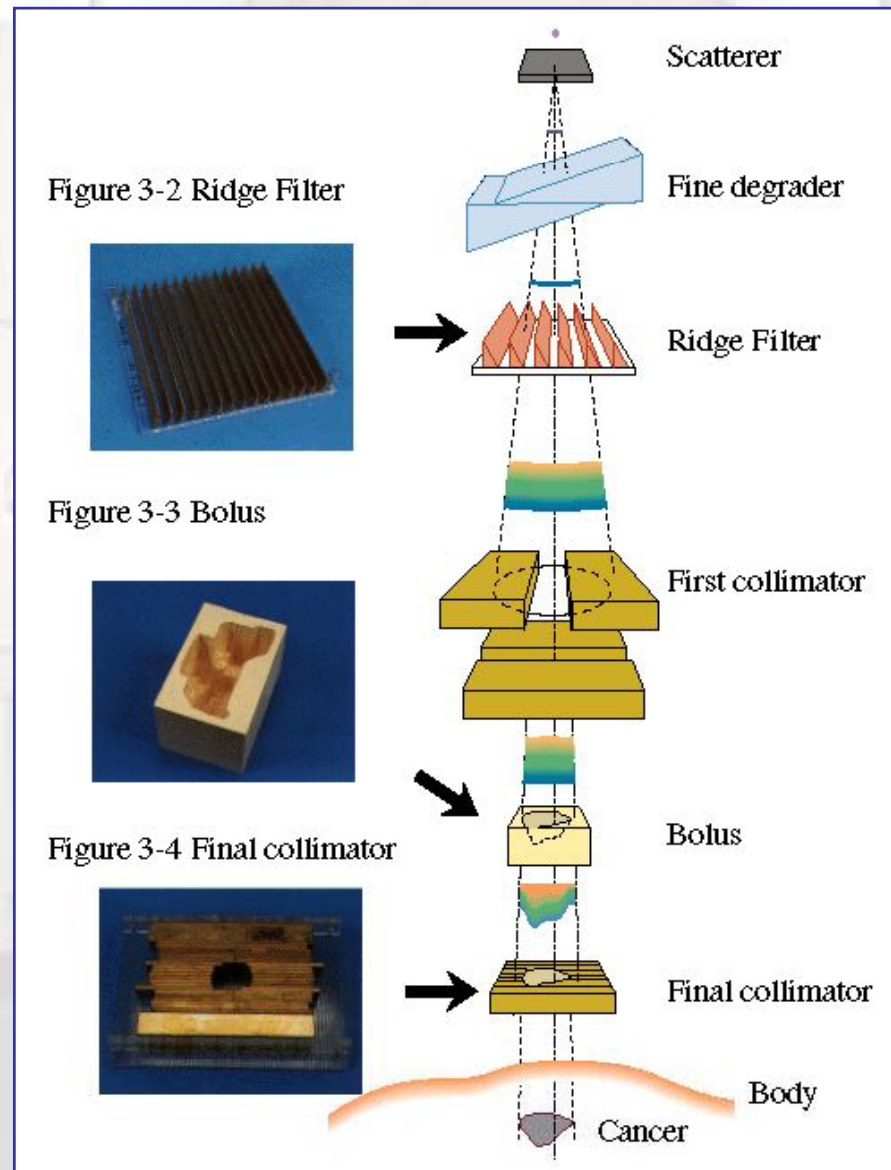 Scatterer
Fine degrader
Figure 3-2 Ridge Filter
Ridge Filter
Figure 3-3 Bolus
First collimator
Bolus
Figure 3-4 Final collimator
Final collimator
Body
Cancer